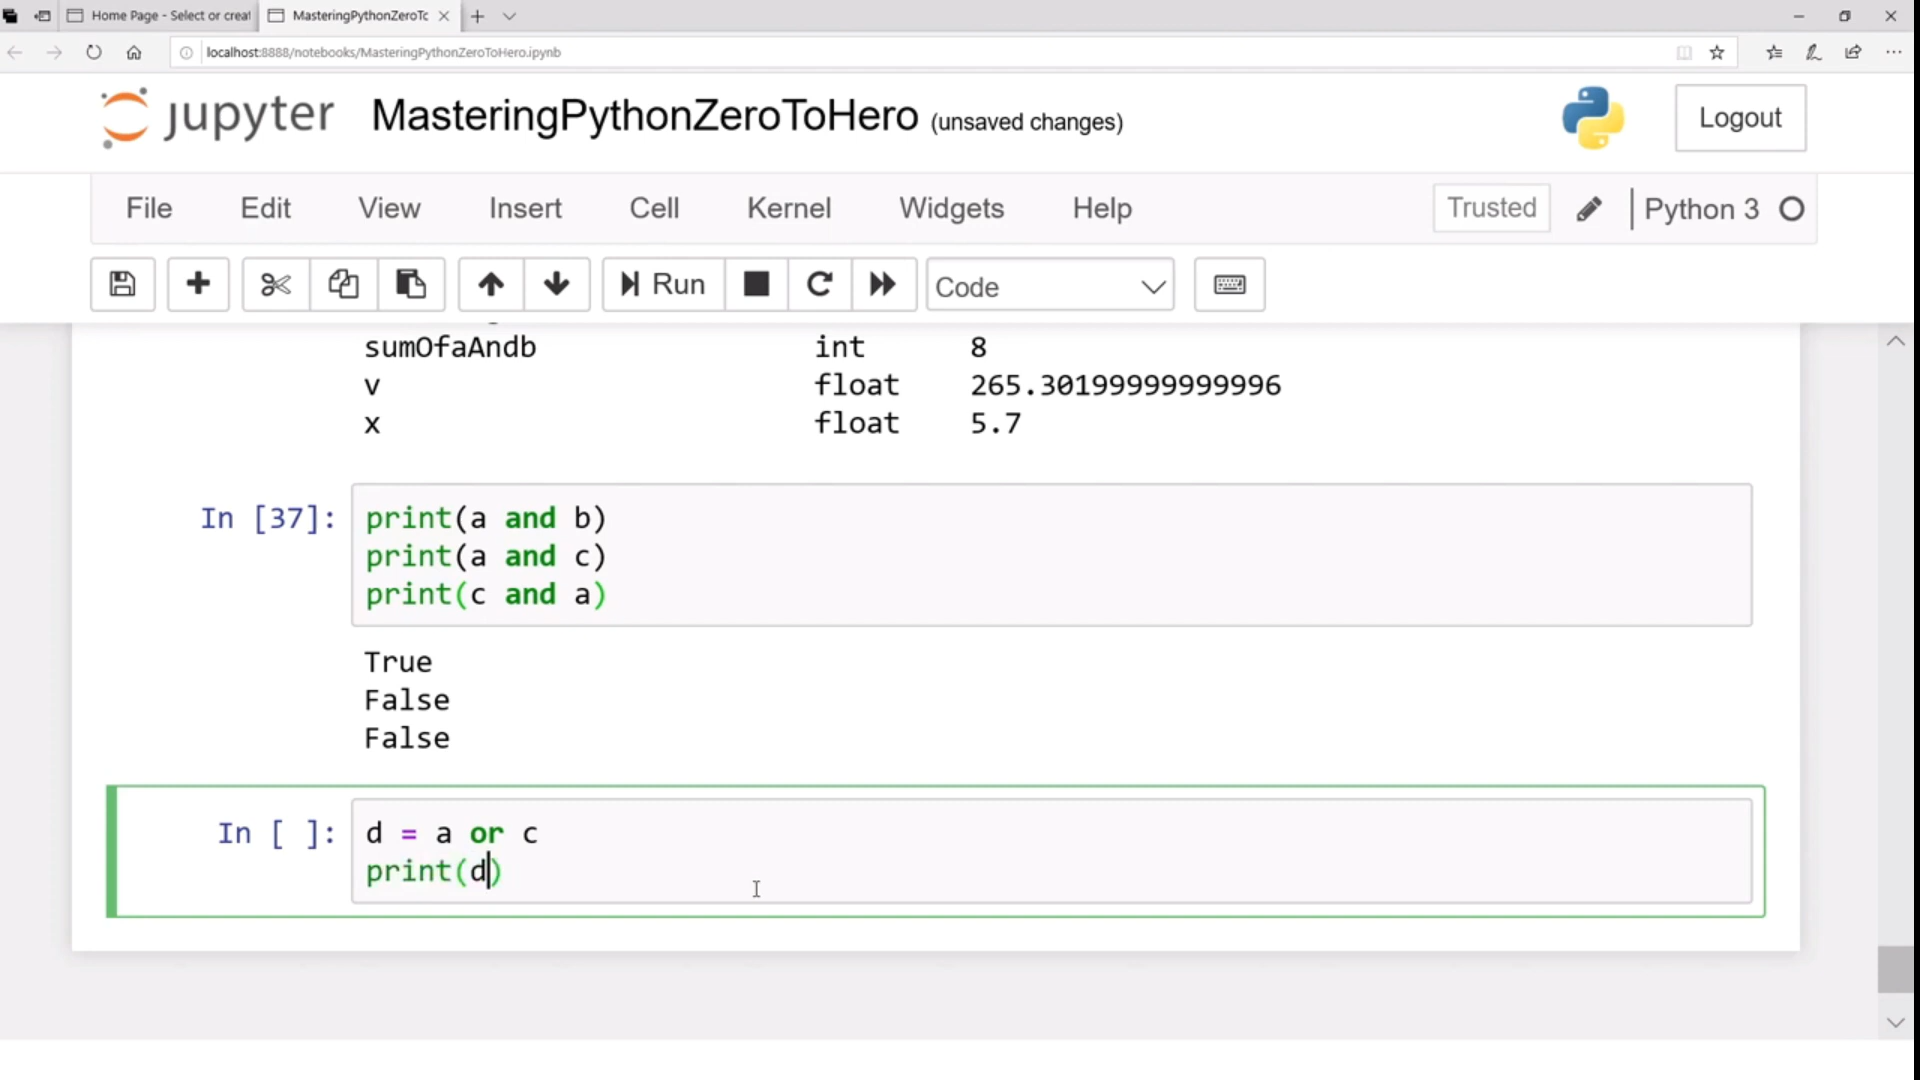 Home Page - Select or creat
MasteringPythonZeroTc
localhost:8888/notebooks/MasteringPythonZeroToHero.ipynb
jupyter MasteringPythonZeroToHero (unsaved changes)
Logout
File Edit View Insert Cell Kernel Widgets Help
Trusted
Python 3
Run
Code
sumOfaAndb int 8
v float 265.30199999999996
x float 5.7
In [37]: print(a and b)
print(a and c)
print(c and a)
True
False
False
In [ ]: d = a or c
print(d)